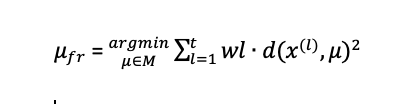 μ_fr = argmin_{μ∈M} ∑_{l=1}^{t} wl · d(x^{(l)}, μ)^2